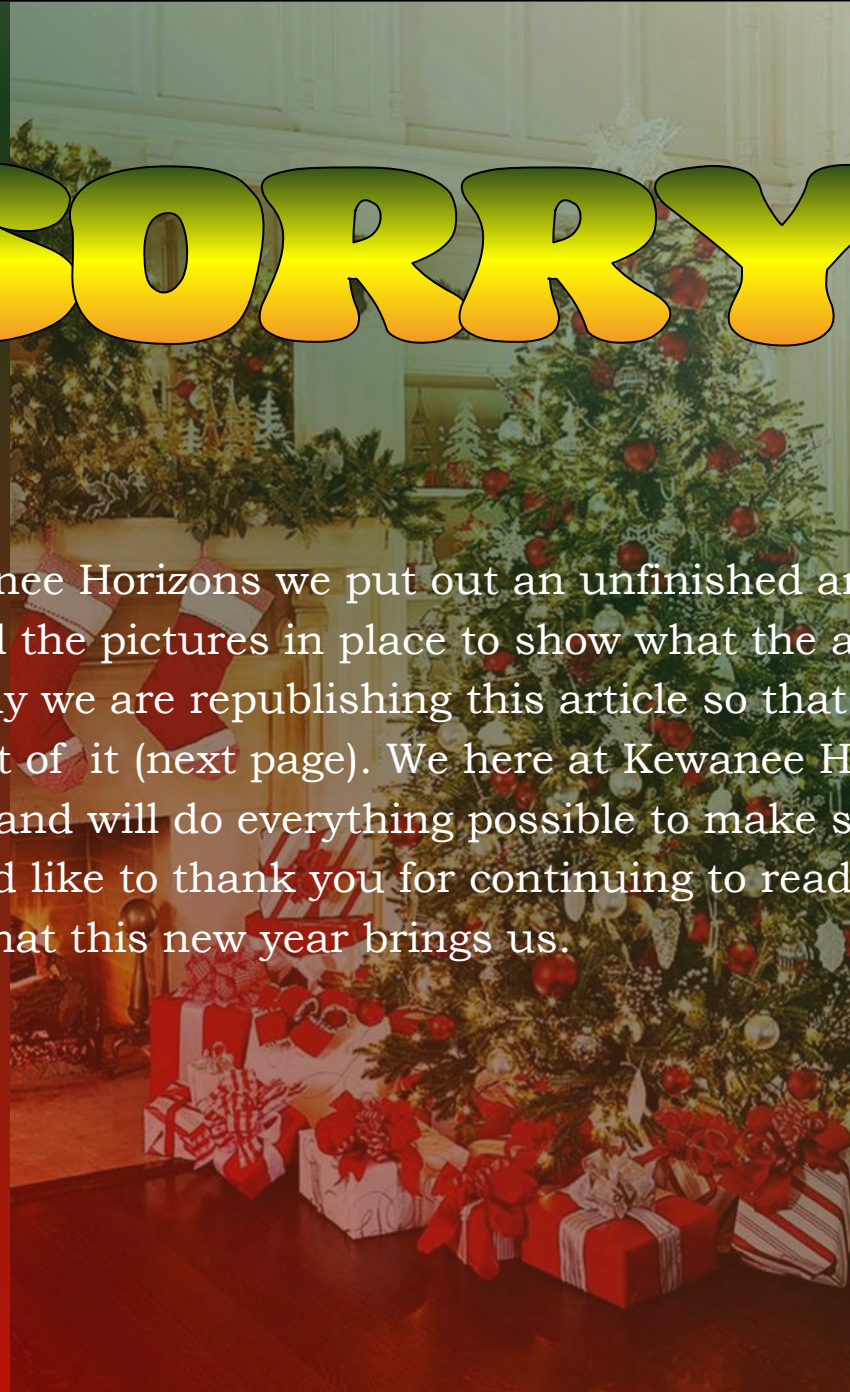 SORRY
nee Horizons we put out an unfinished ar
l the pictures in place to show what the a
ly we are republishing this article so that
t of it (next page). We here at Kewanee H
and will do everything possible to make s
d like to thank you for continuing to read
hat this new year brings us.